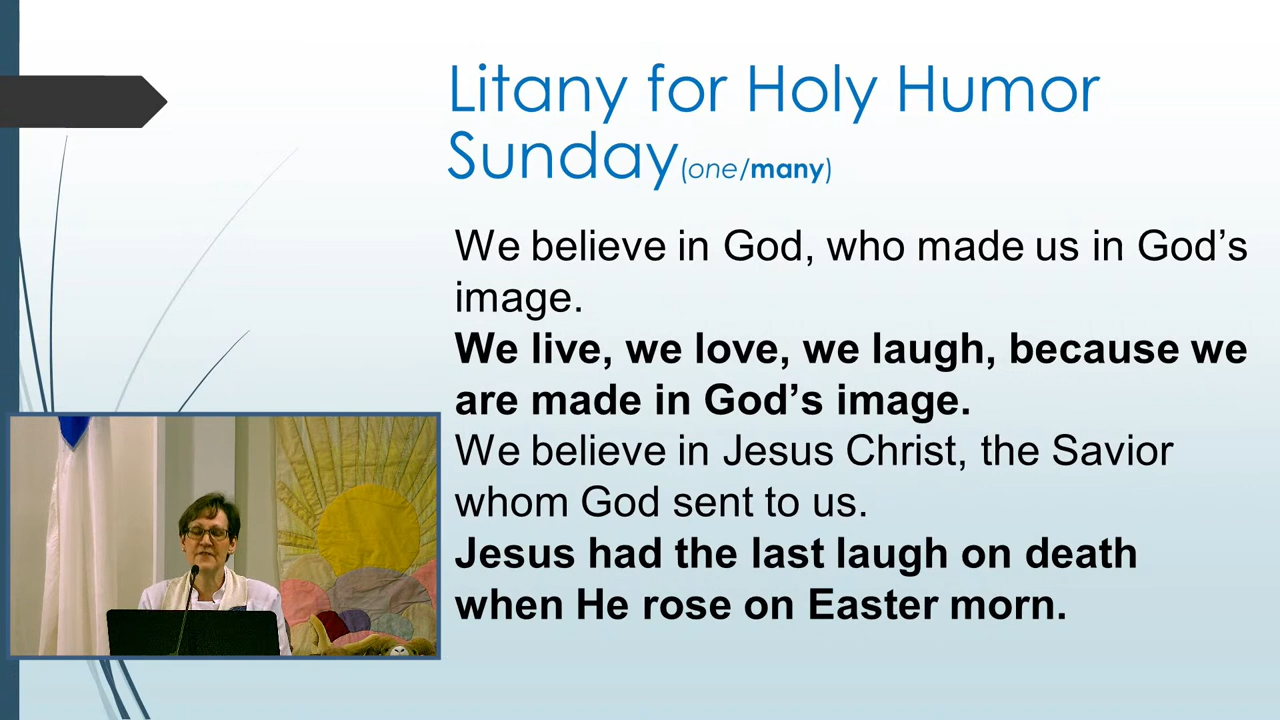 Litany for Holy Humor
Sunday(one/many)
We believe in God, who made us in God’s
image.
We live, we love, we laugh, because we
are made in God’s image.
We believe in Jesus Christ, the Savior
whom God sent to us.
Jesus had the last laugh on death
when He rose on Easter morn.